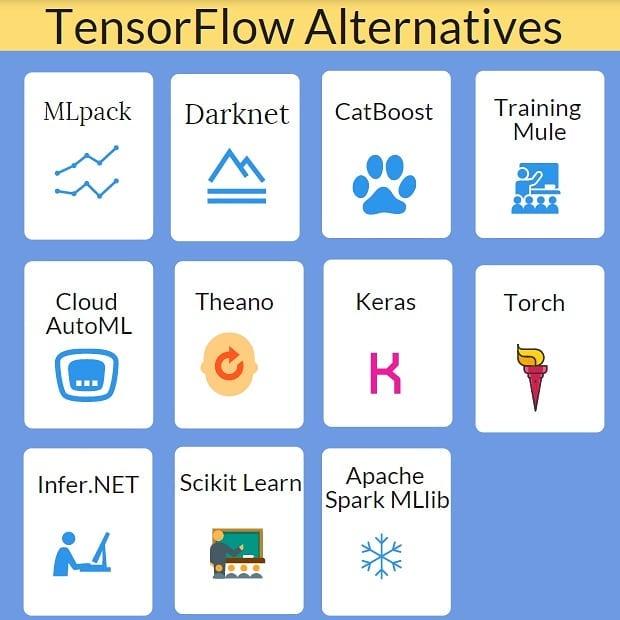 TensorFlow Alternatives
MLpack
Darknet
CatBoost
Training
Mule
Cloud
AutoML
Theano
Keras
Torch
Infer.NET
Scikit Learn
Apache
Spark MLlib